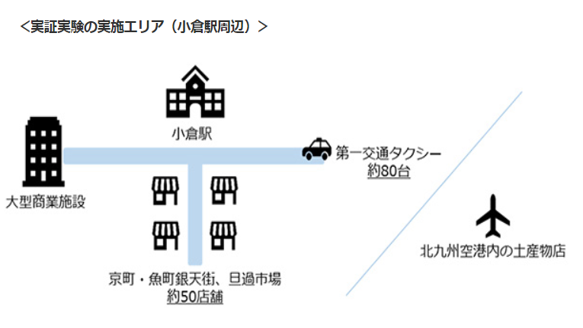 ＜実証実験の実施エリア（小倉駅周辺）＞
小倉駅
第一交通タクシー
約80台
大型商業施設
北九州空港内の土産物店
京町・魚町銀天街、旦過市場
約50店舗